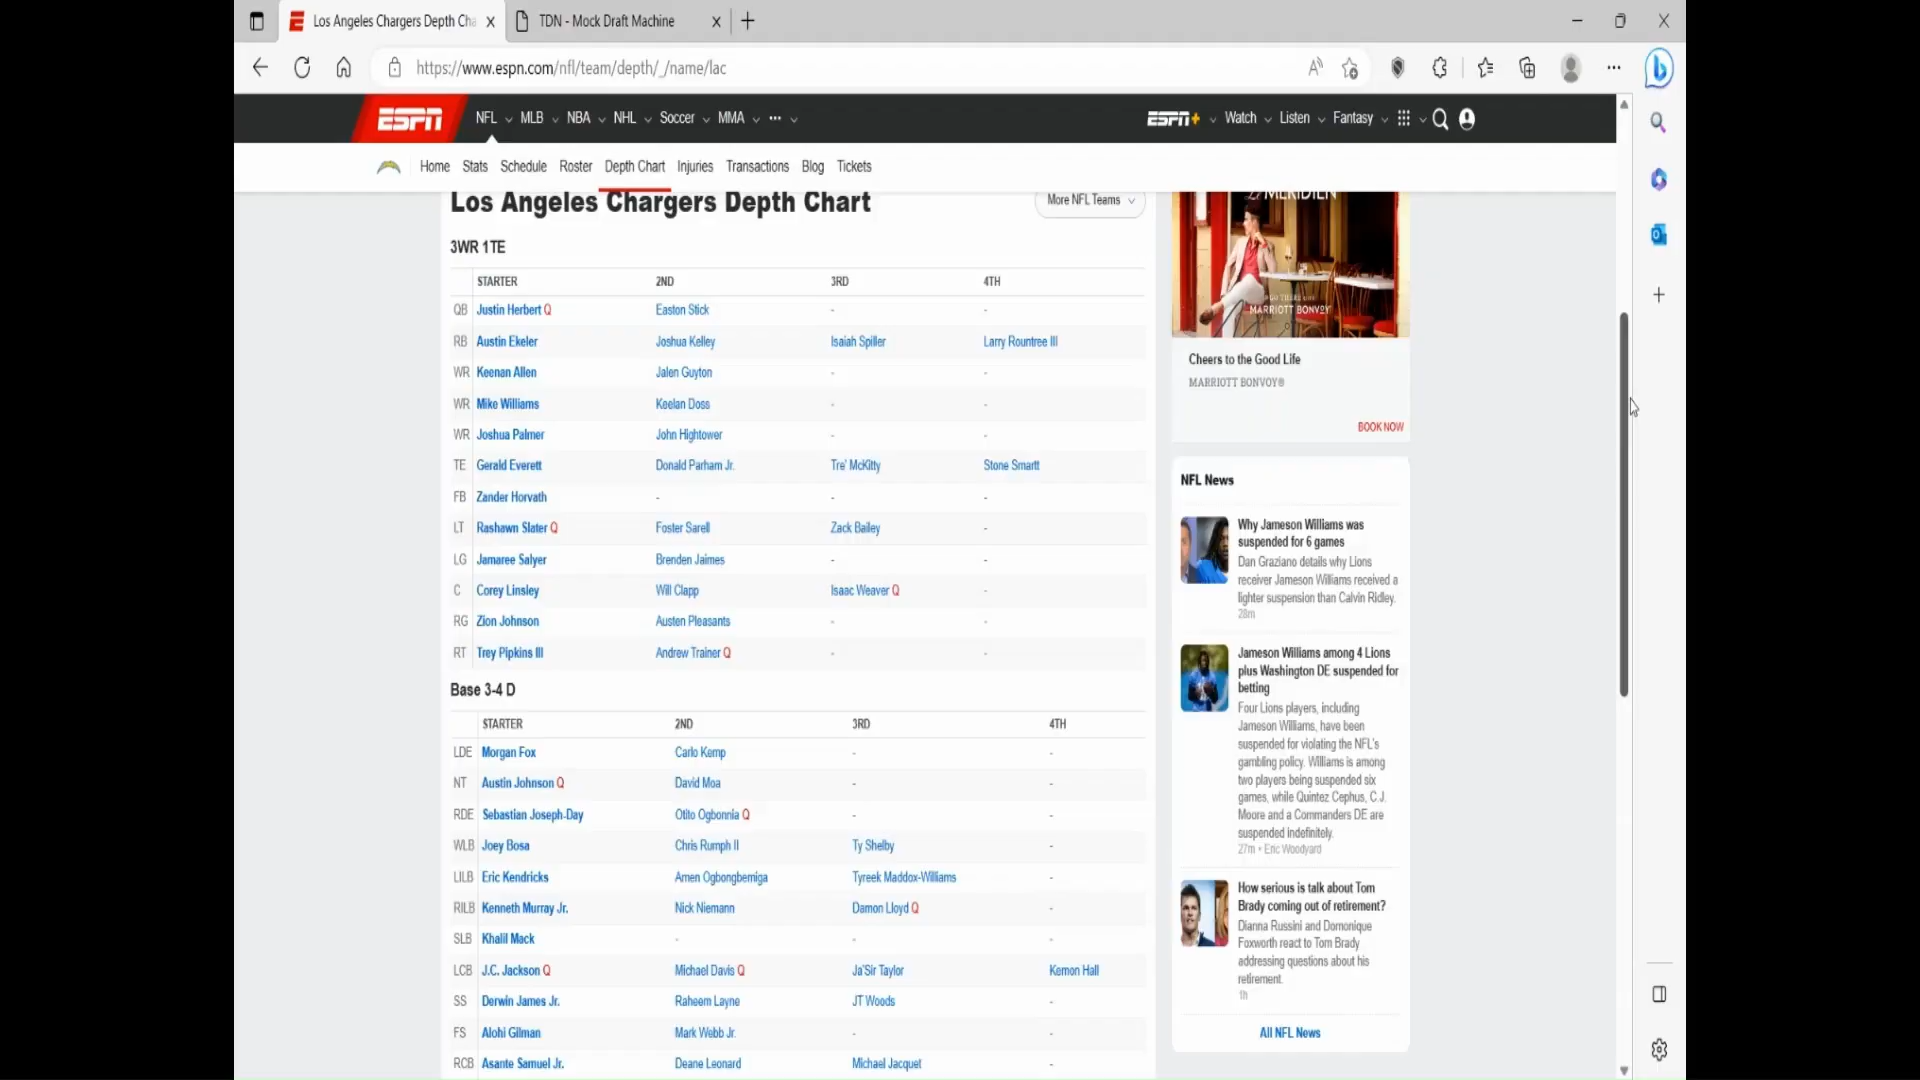 Los Angeles Chargers Depth Cha
TDN - Mock Draft Machine
https://www.espn.com/nfl/team/depth/_/name/lac
ESPN NFL MLB NBA NHL Soccer MMA ... ESPN+ Watch Listen Fantasy
Home Stats Schedule Roster Depth Chart Injuries Transactions Blog Tickets
Los Angeles Chargers Depth Chart
More NFL Teams
3WR 1TE
STARTER 2ND 3RD 4TH
QB Justin Herbert Q Easton Stick - -
RB Austin Ekeler Joshua Kelley Isaiah Spiller Larry Rountree III
WR Keenan Allen Jalen Guyton - -
WR Mike Williams Keelan Doss - -
WR Joshua Palmer John Hightower - -
TE Gerald Everett Donald Parham Jr. Tre' McKitty Stone Smartt
FB Zander Horvath - - -
LT Rashawn Slater Q Foster Sarell Zack Bailey -
LG Jamaree Salyer Brenden Jaimes - -
C Corey Linsley Will Clapp Isaac Weaver Q -
RG Zion Johnson Austen Pleasants - -
RT Trey Pipkins III Andrew Trainer Q - -
Base 3-4 D
STARTER 2ND 3RD 4TH
LDE Morgan Fox Carlo Kemp - -
NT Austin Johnson Q David Moa - -
RDE Sebastian Joseph-Day Otito Ogbonnia Q - -
WLB Joey Bosa Chris Rumph II Ty Shelby -
LILB Eric Kendricks Amen Ogbongbemiga Tyreek Maddox-Williams -
RILB Kenneth Murray Jr. Nick Niemann Damon Lloyd Q -
SLB Khalil Mack - - -
LCB J.C. Jackson Q Michael Davis Q Ja'Sir Taylor Kemon Hall
SS Derwin James Jr. Raheem Layne JT Woods -
FS Alohi Gilman Mark Webb Jr. - -
RCB Asante Samuel Jr. Deane Leonard Michael Jacquet -
MERIDIEN
MARRIOTT BONVOY
Cheers to the Good Life
MARRIOTT BONVOY®
BOOK NOW
NFL News
Why Jameson Williams was
suspended for 6 games
Dan Graziano details why Lions
receiver Jameson Williams received a
lighter suspension than Calvin Ridley.
28m
Jameson Williams among 4 Lions
plus Washington DE suspended for
betting
Four Lions players, including
Jameson Williams, have been
suspended for violating the NFL's
gambling policy. Williams is among
two players being suspended six
games, while Quintez Cephus, C.J.
Moore and a Commanders DE are
suspended indefinitely.
27m • Eric Woodyard
How serious is talk about Tom
Brady coming out of retirement?
Dianna Russini and Domonique
Foxworth react to Tom Brady
addressing questions about his
retirement.
1h
All NFL News